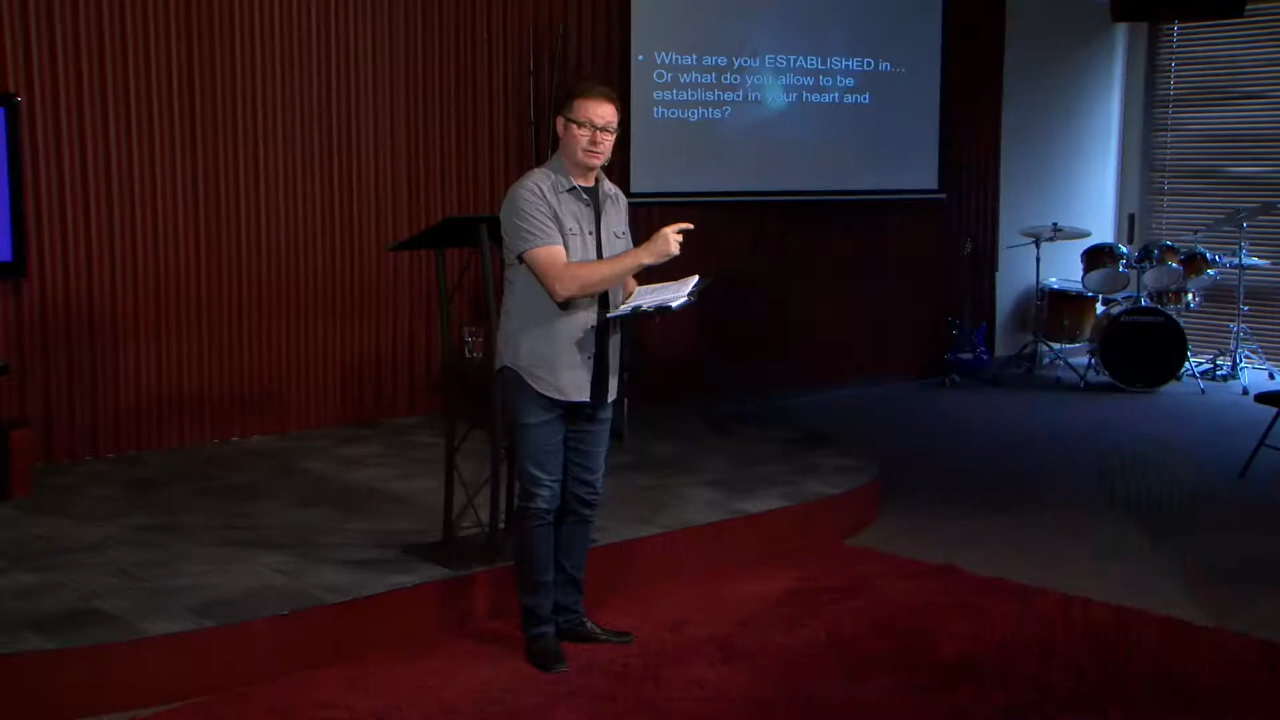 • What are you ESTABLISHED in...
Or what do you allow to be
established in your heart and
thoughts?